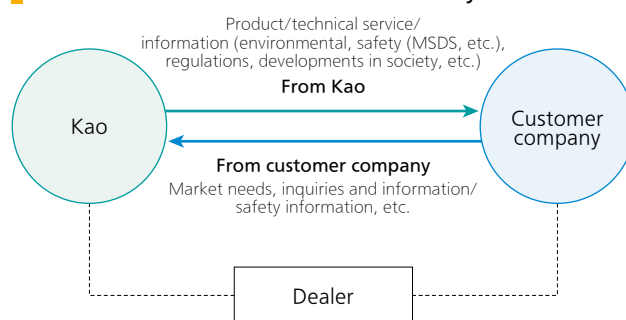 Product/technical service/
information (environmental, safety (MSDS, etc.),
regulations, developments in society, etc.)
From Kao
Kao
Customer
company
From customer company
Market needs, inquiries and information/
safety information, etc.
Dealer